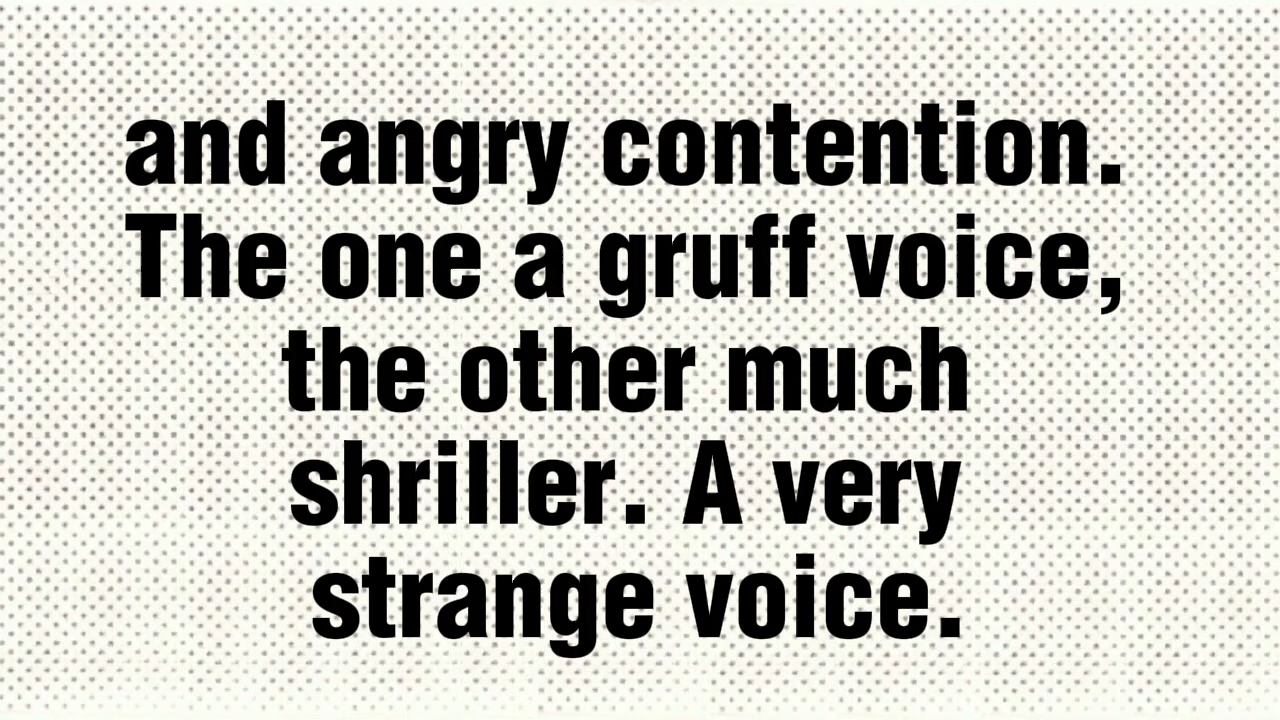 and angry contention.
The one a gruff voice,
the other much
shriller. A very
strange voice.